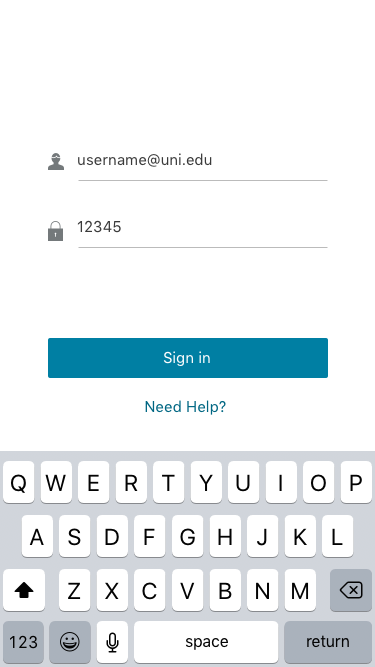 username@uni.edu
12345
Sign in
Need Help?
Q W E R T Y U I O P
A S D F G H J K L
Z X C V B N M
123 space return